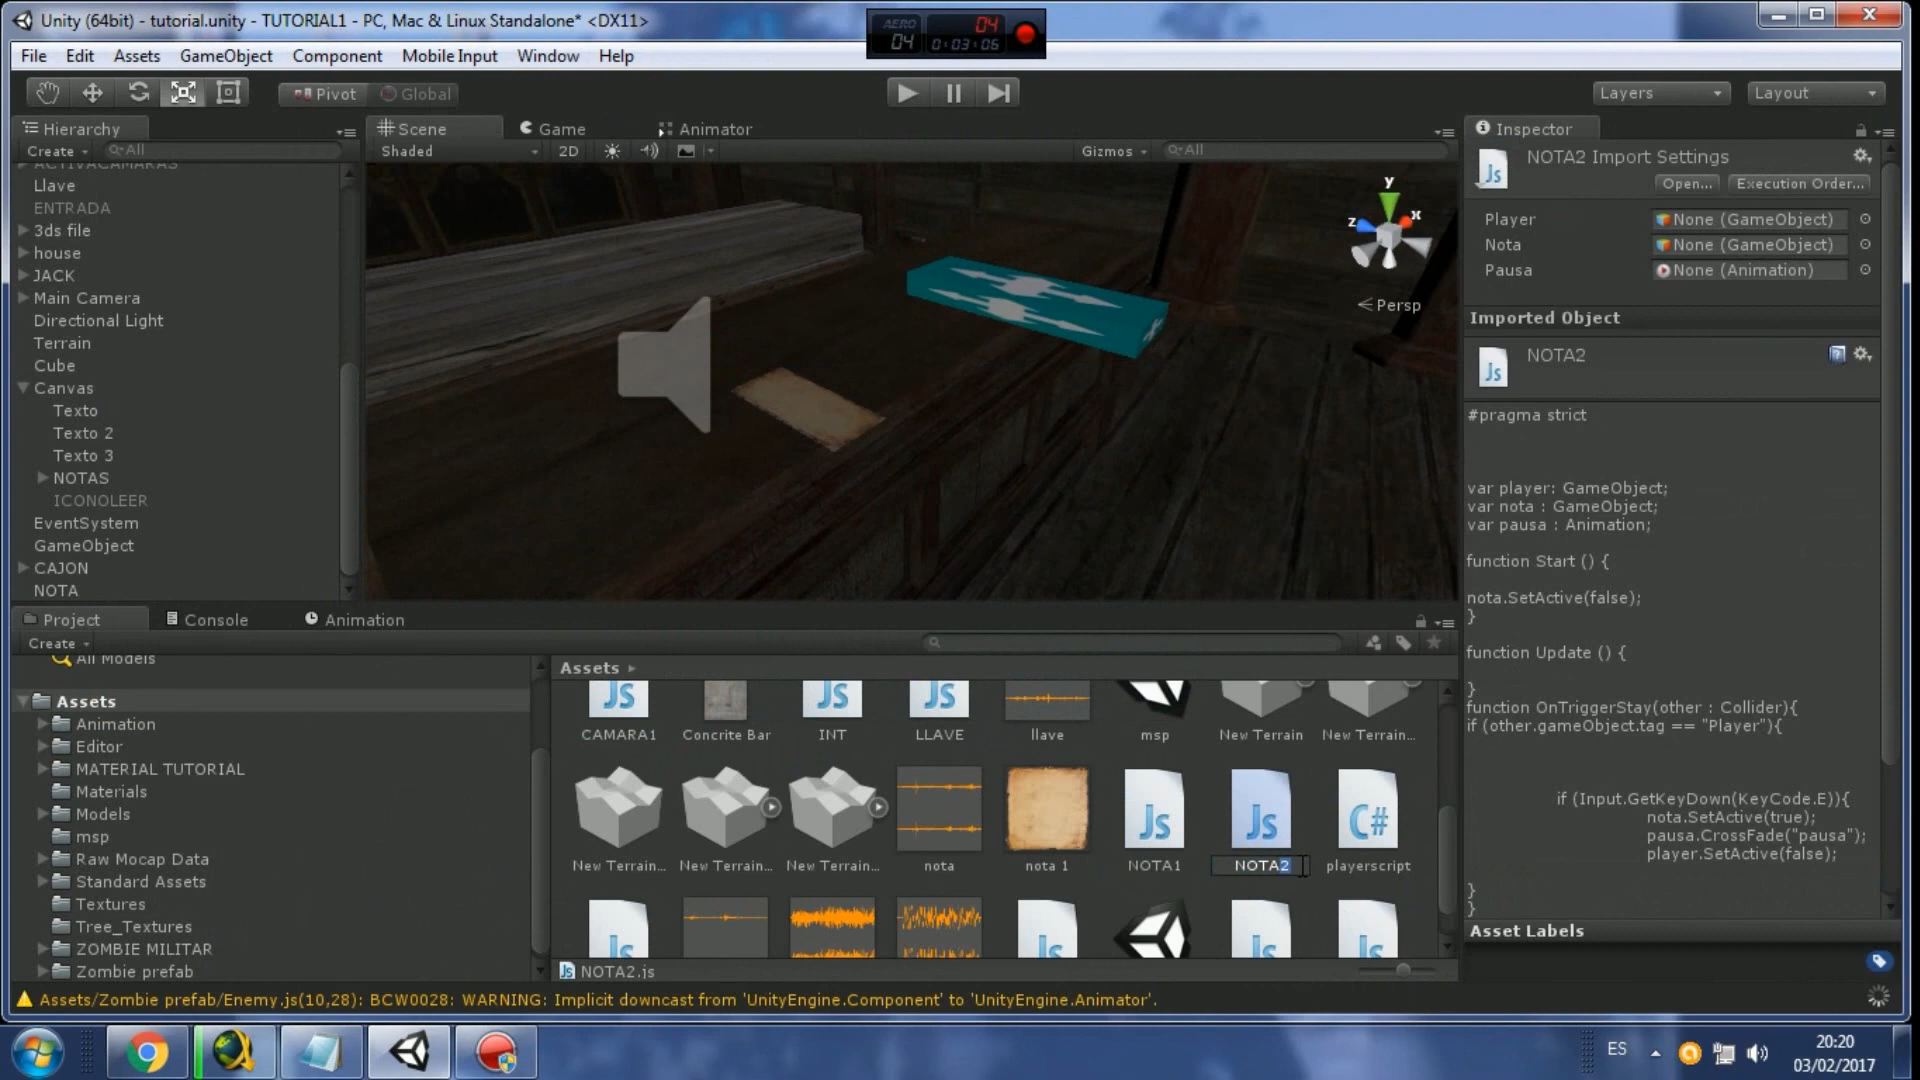 Unity (64bit) - tutorial.unity - TUTORIAL1 - PC, Mac & Linux Standalone* <DX11>
AERO
04
04
0:03:06
File Edit Assets GameObject Component Mobile Input Window Help
Pivot Global
Layers Layout
Hierarchy
Create All
ACTIVACAMARAS
Llave
ENTRADA
3ds file
house
JACK
Main Camera
Directional Light
Terrain
Cube
Canvas
Texto
Texto 2
Texto 3
NOTAS
ICONOLEER
EventSystem
GameObject
CAJON
NOTA
Scene Game Animator
Shaded 2D Gizmos All
y
z x
Persp
Inspector
NOTA2 Import Settings
Open... Execution Order...
Player None (GameObject)
Nota None (GameObject)
Pausa None (Animation)
Imported Object
NOTA2
#pragma strict
var player: GameObject;
var nota : GameObject;
var pausa : Animation;
function Start () {
nota.SetActive(false);
}
function Update () {
}
function OnTriggerStay(other : Collider){
if (other.gameObject.tag == "Player"){
if (Input.GetKeyDown(KeyCode.E)){
nota.SetActive(true);
pausa.CrossFade("pausa");
player.SetActive(false);
}
}
Asset Labels
Project Console Animation
Create
All Models
Assets
Animation
Editor
MATERIAL TUTORIAL
Materials
Models
msp
Raw Mocap Data
Standard Assets
Textures
Tree_Textures
ZOMBIE MILITAR
Zombie prefab
Assets
CAMARA1 Concrite Bar INT LLAVE llave msp New Terrain New Terrain...
New Terrain... New Terrain... New Terrain... nota nota 1 NOTA1 NOTA2 playerscript
NOTA2.js
Assets/Zombie prefab/Enemy.js(10,28): BCW0028: WARNING: Implicit downcast from 'UnityEngine.Component' to 'UnityEngine.Animator'.
ES
20:20
03/02/2017